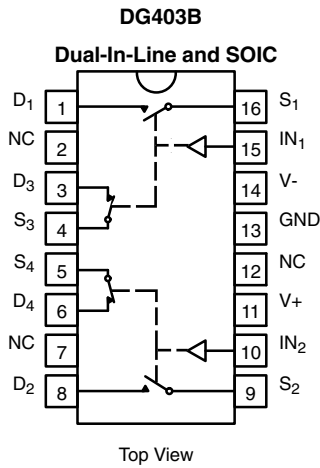 DG403B
Dual-In-Line and SOIC
D1 1 16 S1
NC 2 15 IN1
D3 3 14 V-
S3 4 13 GND
S4 5 12 NC
D4 6 11 V+
NC 7 10 IN2
D2 8 9 S2
Top View